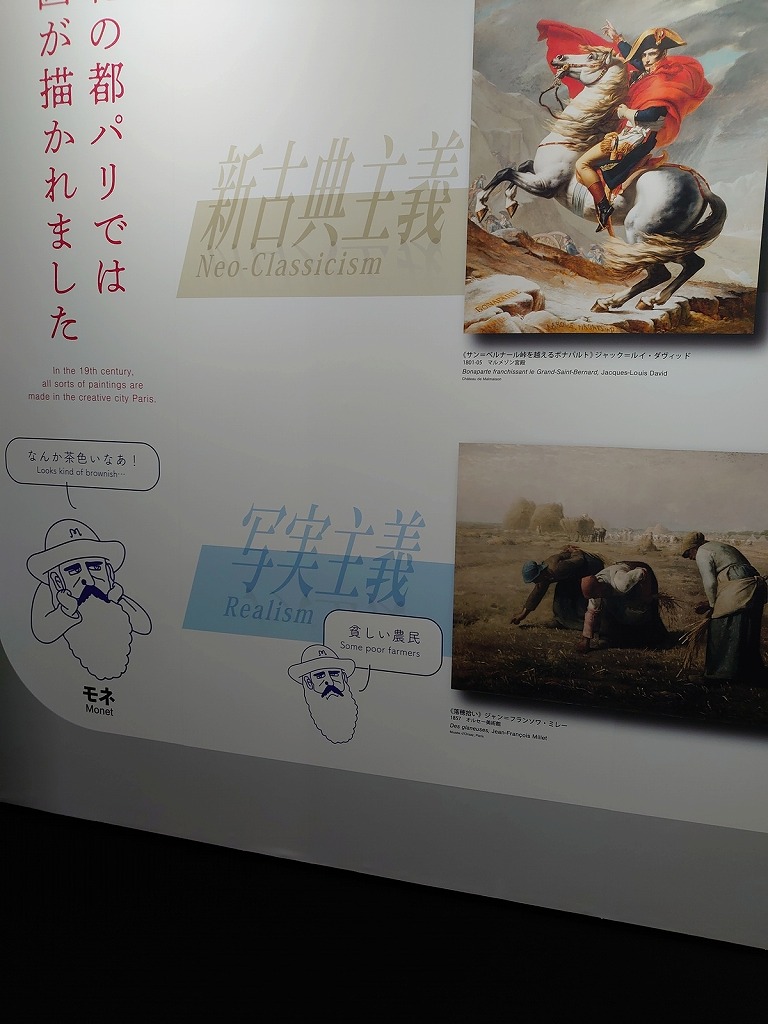 の都パリでは
が描かれました
In the 19th century,
all sorts of paintings are
made in the creative city Paris.
新古典主義
Neo-Classicism
BONAPARTE
《サン=ベルナール峠を越えるボナパルト》ジャック=ルイ・ダヴィッド
1801-05 マルメゾン宮殿
Bonaparte franchissant le Grand-Saint-Bernard, Jacques-Louis David
Château de Malmaison
なんか茶色いなあ!
Looks kind of brownish…
M
モネ
Monet
写実主義
Realism
貧しい農民
Some poor farmers
M
《落穂拾い》ジャン=フランソワ・ミレー
1857 オルセー美術館
Des glaneuses, Jean-François Millet
Musée d'Orsay, Paris